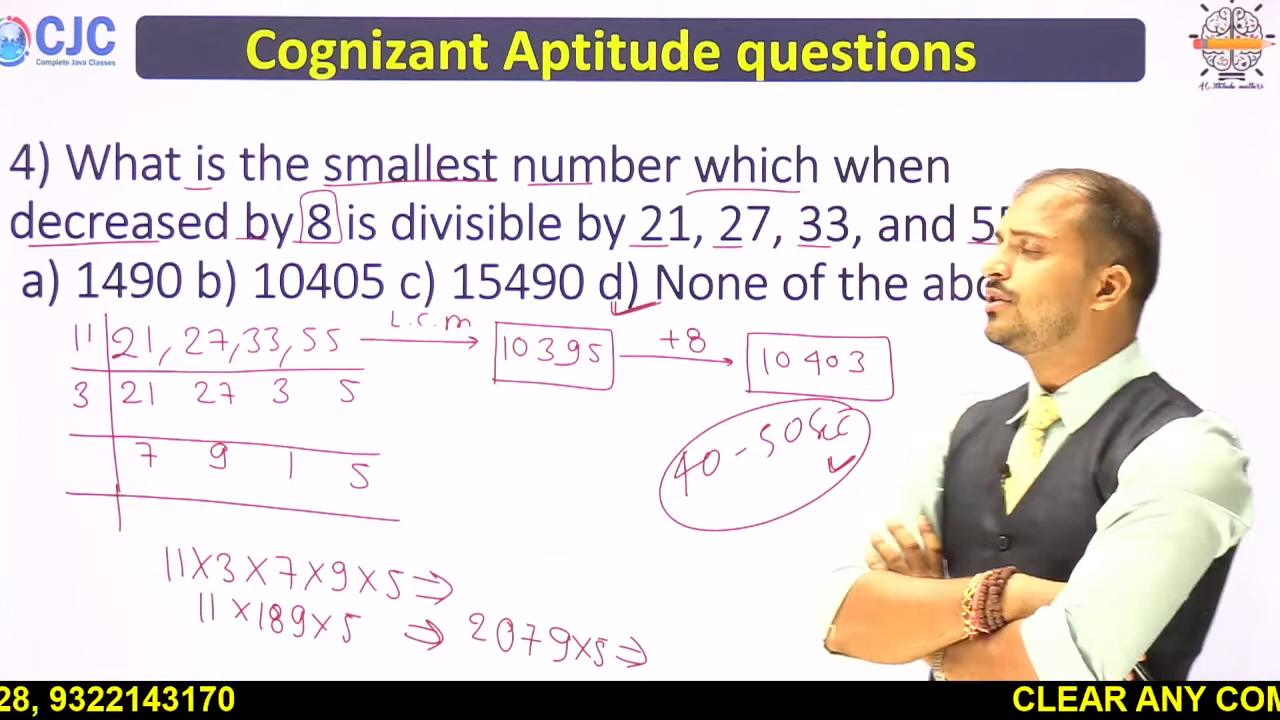 CJC
Complete Java Classes
Cognizant Aptitude questions
4) What is the smallest number which when
decreased by 8 is divisible by 21, 27, 33, and
a) 1490 b) 10405 c) 15490 d) None of the
11 21, 27, 33, 55 L.C.M 10395 +8 10403
3 21 27 3 5
7 9 1 5
40-50 Sec
11×3×7×9×5⇒
11×189×5 ⇒ 2079×5⇒
28, 9322143170
CLEAR ANY